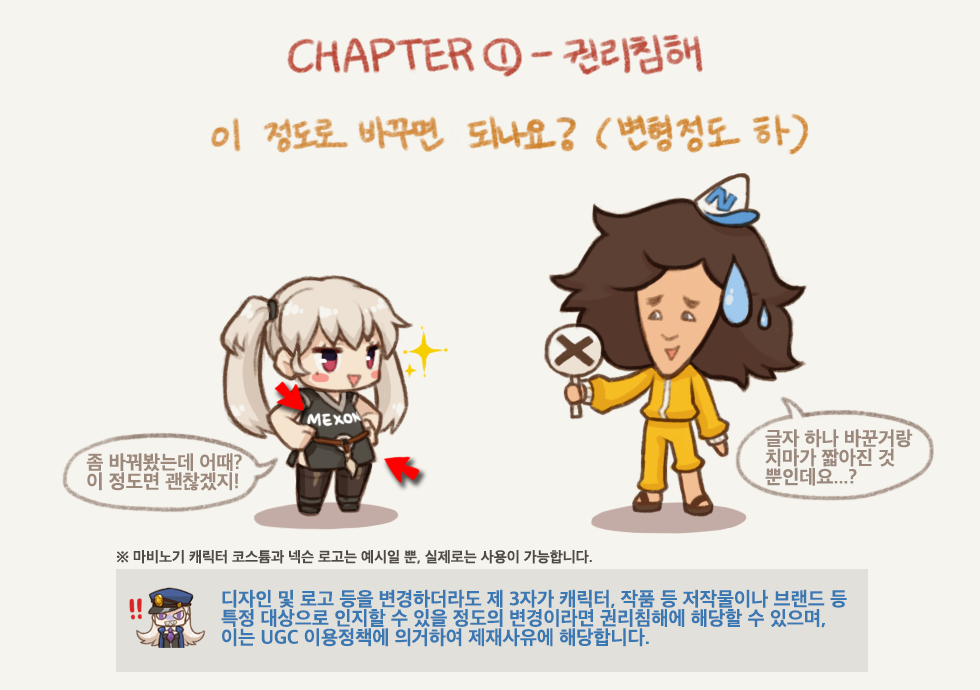 CHAPTER ① - 권리침해
이 정도로 바꾸면 되나요? (변형정도 하)
N
MEXON
좀 바꿔봤는데 어때?
이 정도면 괜찮겠지!
글자 하나 바꾼거랑
치마가 짧아진 것
뿐인데요...?
※ 마비노기 캐릭터 코스튬과 넥슨 로고는 예시일 뿐, 실제로는 사용이 가능합니다.
!!
디자인 및 로고 등을 변경하더라도 제 3자가 캐릭터, 작품 등 저작물이나 브랜드 등
특정 대상으로 인지할 수 있을 정도의 변경이라면 권리침해에 해당할 수 있으며,
이는 UGC 이용정책에 의거하여 제재사유에 해당합니다.